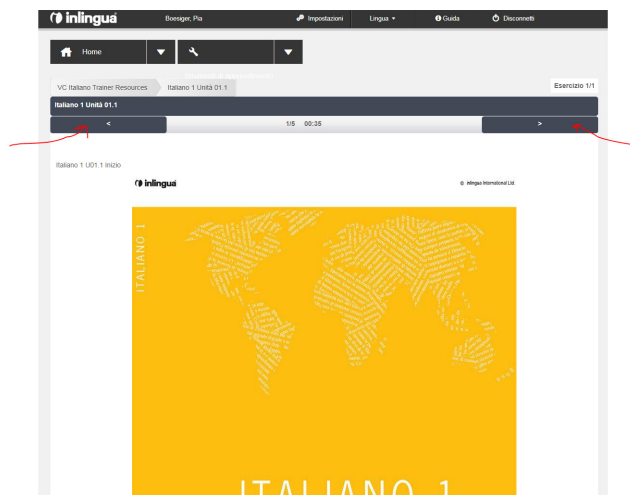 inlingua
Boesiger, Pia
Impostazioni
Lingua
Guida
Disconnetti
Home
VC Italiano Trainer Resources
Italiano 1 Unità 01.1
Esercizio 1/1
Italiano 1 Unità 01.1
<
1/5 00:35
>
Italiano 1 U01.1 Inizio
inlingua
© inlingua International Ltd.
ITALIANO 1
ITALIANO 1